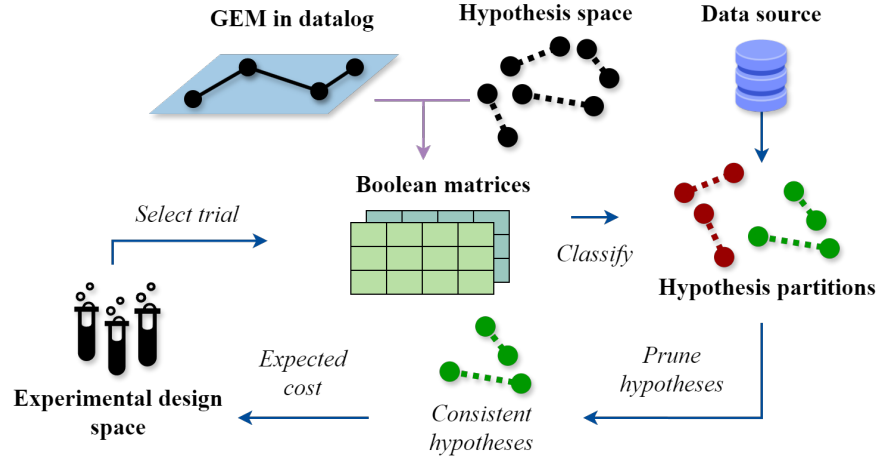 GEM in datalog
Hypothesis space
Data source
Boolean matrices
Select trial
Classify
Hypothesis partitions
Prune
hypotheses
Expected
cost
Consistent
hypotheses
Experimental design
space